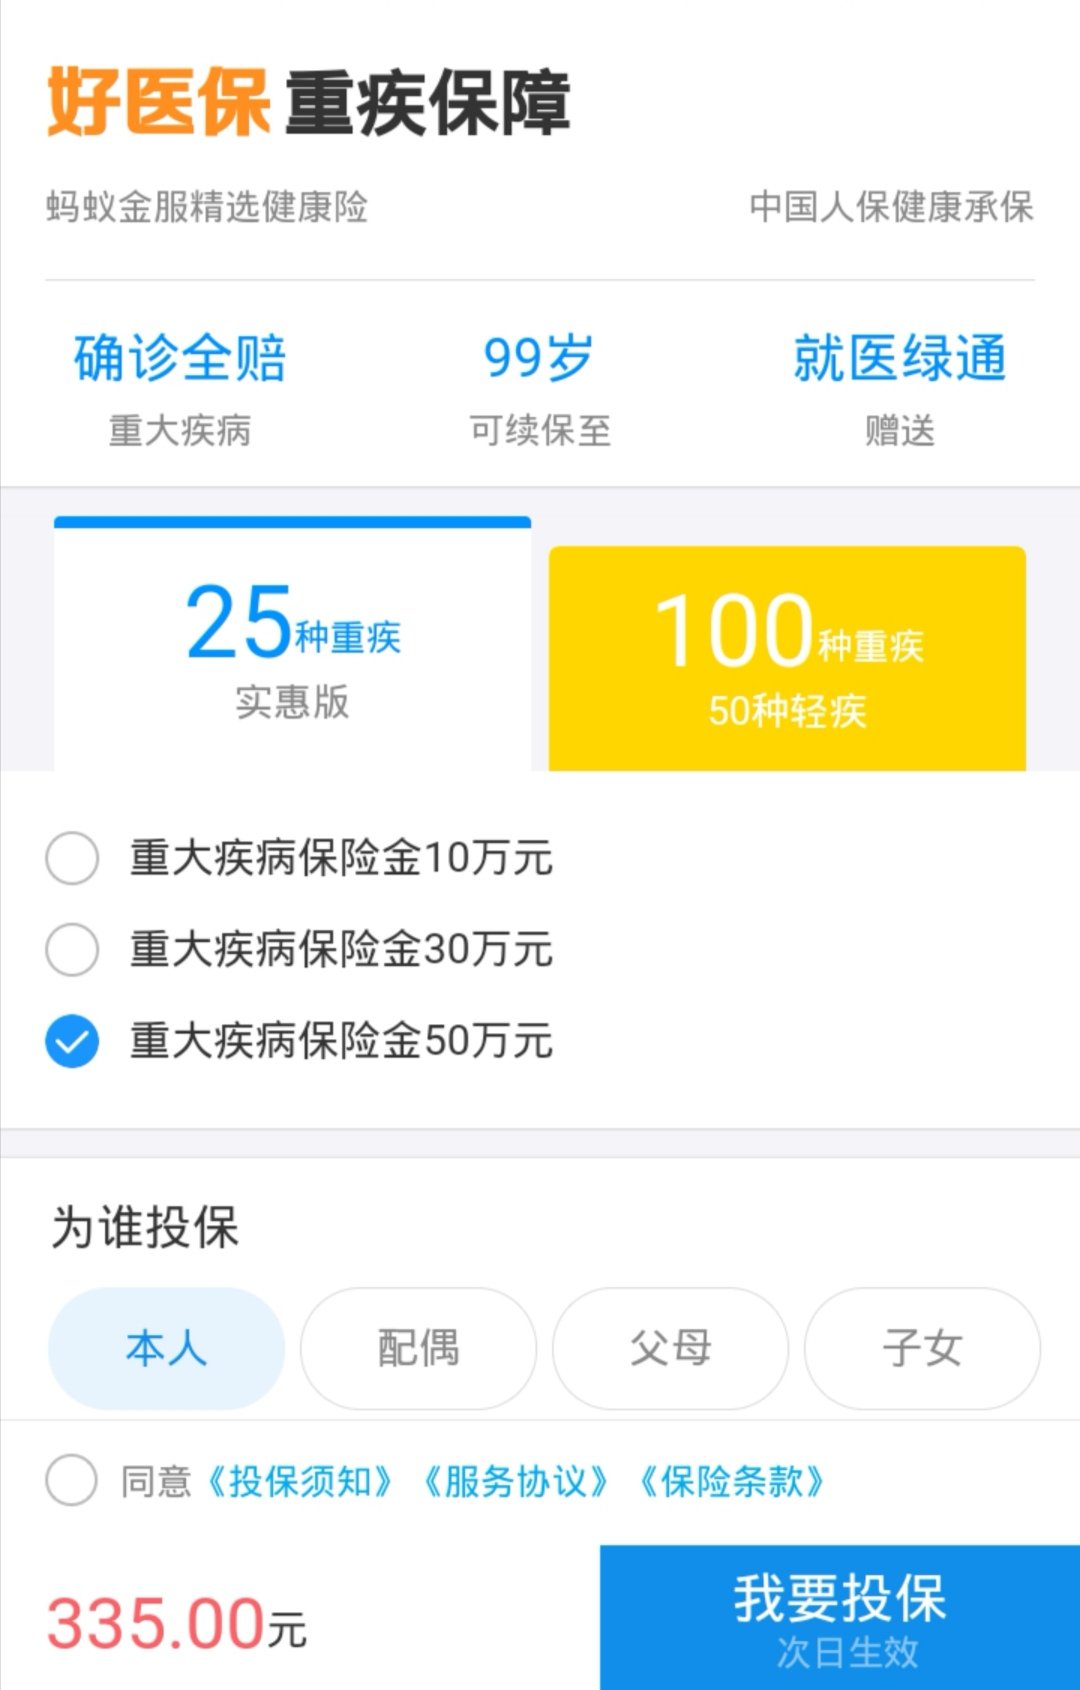 好医保 重疾保障
蚂蚁金服精选健康险 中国人保健康承保
确诊全赔 99岁 就医绿通
重大疾病 可续保至 赠送
25种重疾
实惠版
100种重疾
50种轻疾
重大疾病保险金10万元
重大疾病保险金30万元
重大疾病保险金50万元
为谁投保
本人 配偶 父母 子女
同意《投保须知》《服务协议》《保险条款》
335.00元
我要投保
次日生效